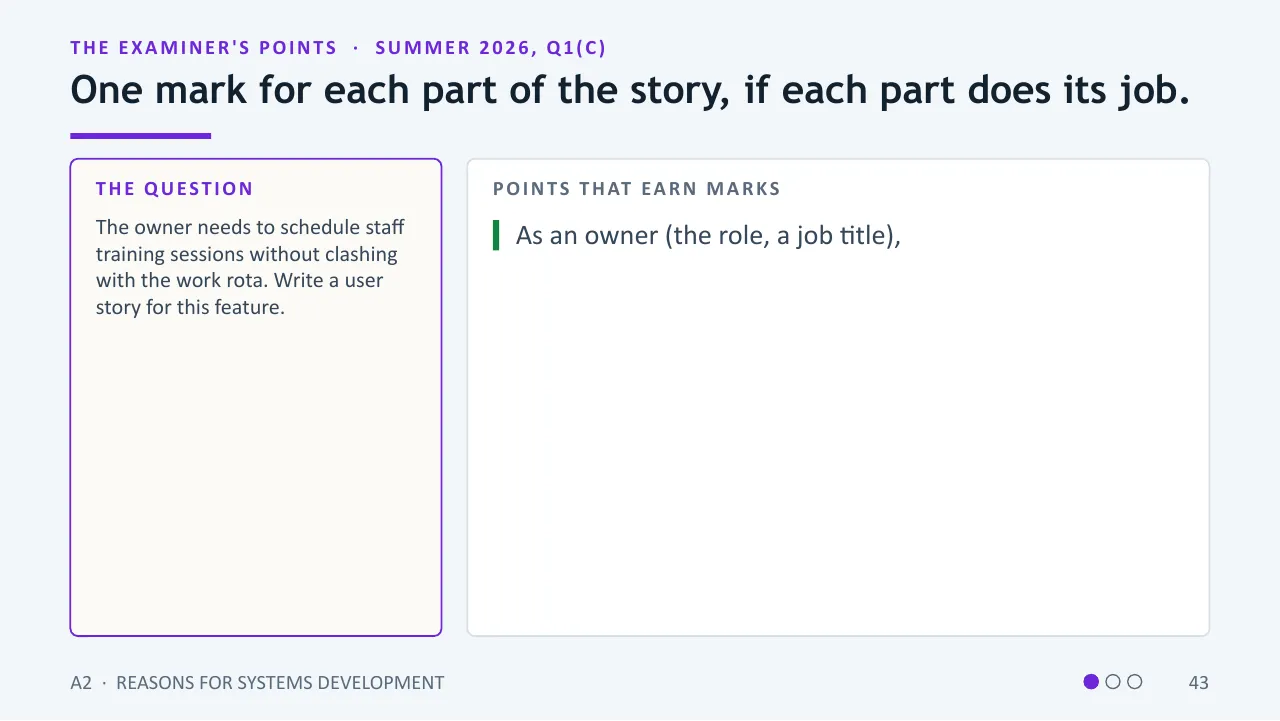 THE EXAMINER'S POINTS · SUMMER 2026, Q1(C)
One mark for each part of the story, if each part does its job.
THE QUESTION
The owner needs to schedule staff
training sessions without clashing
with the work rota. Write a user
story for this feature.
POINTS THAT EARN MARKS
As an owner (the role, a job title),
A2 · REASONS FOR SYSTEMS DEVELOPMENT
43